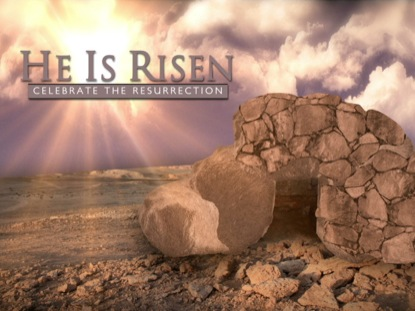 He Is Risen
CELEBRATE THE RESURRECTION